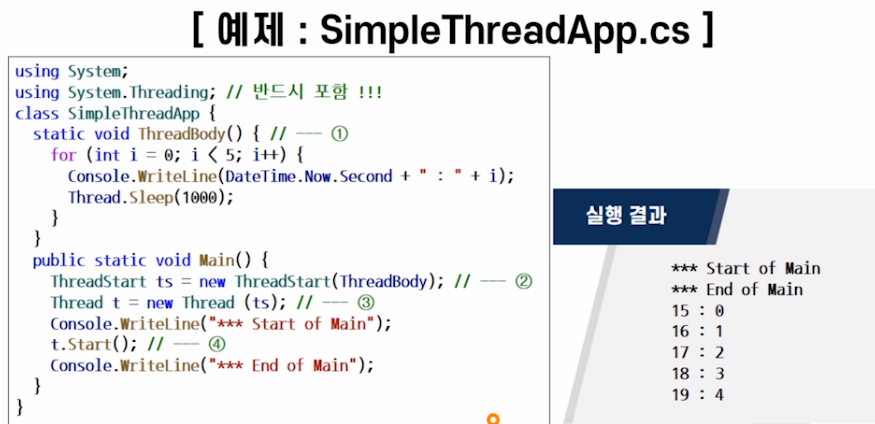 [ 예제 : SimpleThreadApp.cs ]
using System;
using System.Threading; // 반드시 포함 !!!
class SimpleThreadApp {
static void ThreadBody() { // --- ①
for (int i = 0; i < 5; i++) {
Console.WriteLine(DateTime.Now.Second + " : " + i);
Thread.Sleep(1000);
}
}
public static void Main() {
ThreadStart ts = new ThreadStart(ThreadBody); // --- ②
Thread t = new Thread (ts); // --- ③
Console.WriteLine("*** Start of Main");
t.Start(); // --- ④
Console.WriteLine("*** End of Main");
}
}
실행 결과
*** Start of Main
*** End of Main
15 : 0
16 : 1
17 : 2
18 : 3
19 : 4